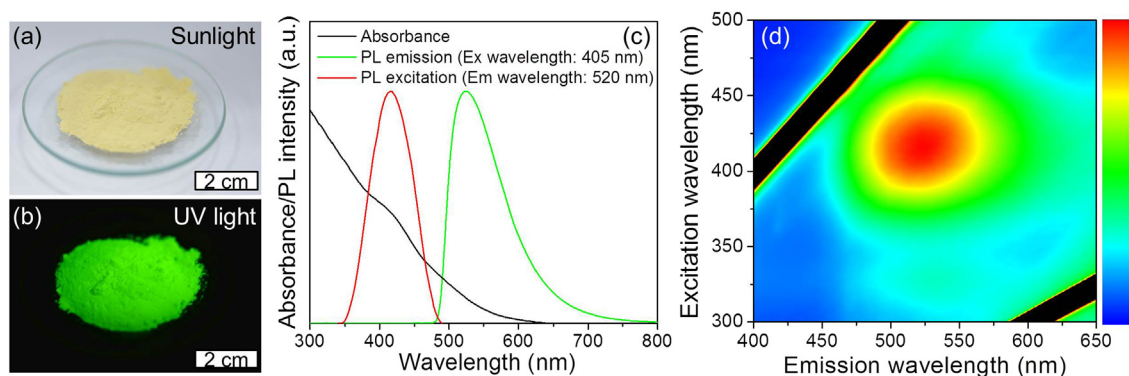 (a) Sunlight
2 cm
(b) UV light
2 cm
(c)
Absorbance
PL emission (Ex wavelength: 405 nm)
PL excitation (Em wavelength: 520 nm)
Absorbance/PL intensity (a.u.)
300 400 500 600 700 800
Wavelength (nm)
(d)
Excitation wavelength (nm)
500
450
400
350
300
400 450 500 550 600 650
Emission wavelength (nm)